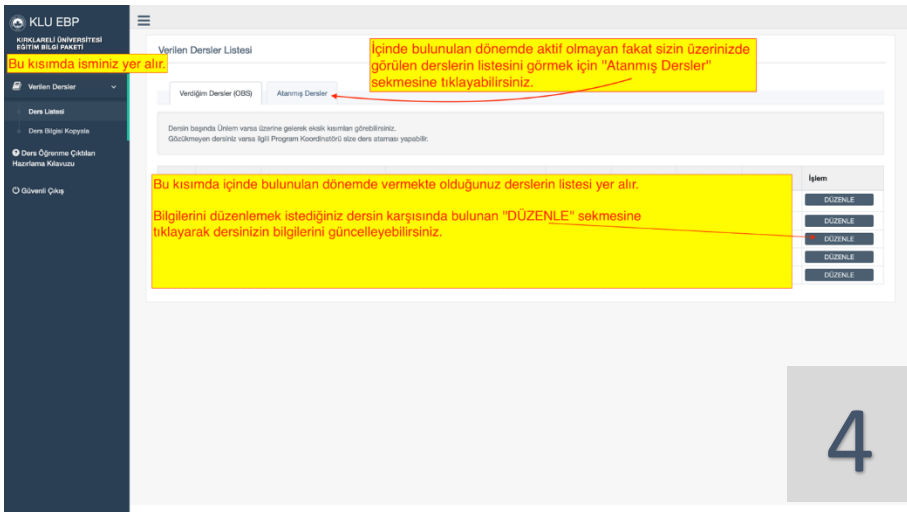 KLU EBP
KIRKLARELİ ÜNİVERSİTESİ
EĞİTİM BİLGİ PAKETİ
Bu kısımda isminiz yer alır.
Verilen Dersler
Ders Listesi
Ders Bilgisi Kopyala
Ders Öğrenme Çıktıları
Hazırlama Kılavuzu
Güvenli Çıkış
Verilen Dersler Listesi
İçinde bulunulan dönemde aktif olmayan fakat sizin üzerinizde
görülen derslerin listesini görmek için "Atanmış Dersler"
sekmesine tıklayabilirsiniz.
Verdiğim Dersler (OBS)
Atanmış Dersler
Dersin başında Ünlem varsa üzerine gelerek eksik kısımları görebilirsiniz.
Gözükmeyen dersiniz varsa ilgili Program Koordinatörü size ders ataması yapabilir.
İşlem
Bu kısımda içinde bulunulan dönemde vermekte olduğunuz derslerin listesi yer alır.
Bilgilerini düzenlemek istediğiniz dersin karşısında bulunan "DÜZENLE" sekmesine
tıklayarak dersinizin bilgilerini güncelleyebilirsiniz.
DÜZENLE
DÜZENLE
DÜZENLE
DÜZENLE
DÜZENLE
4